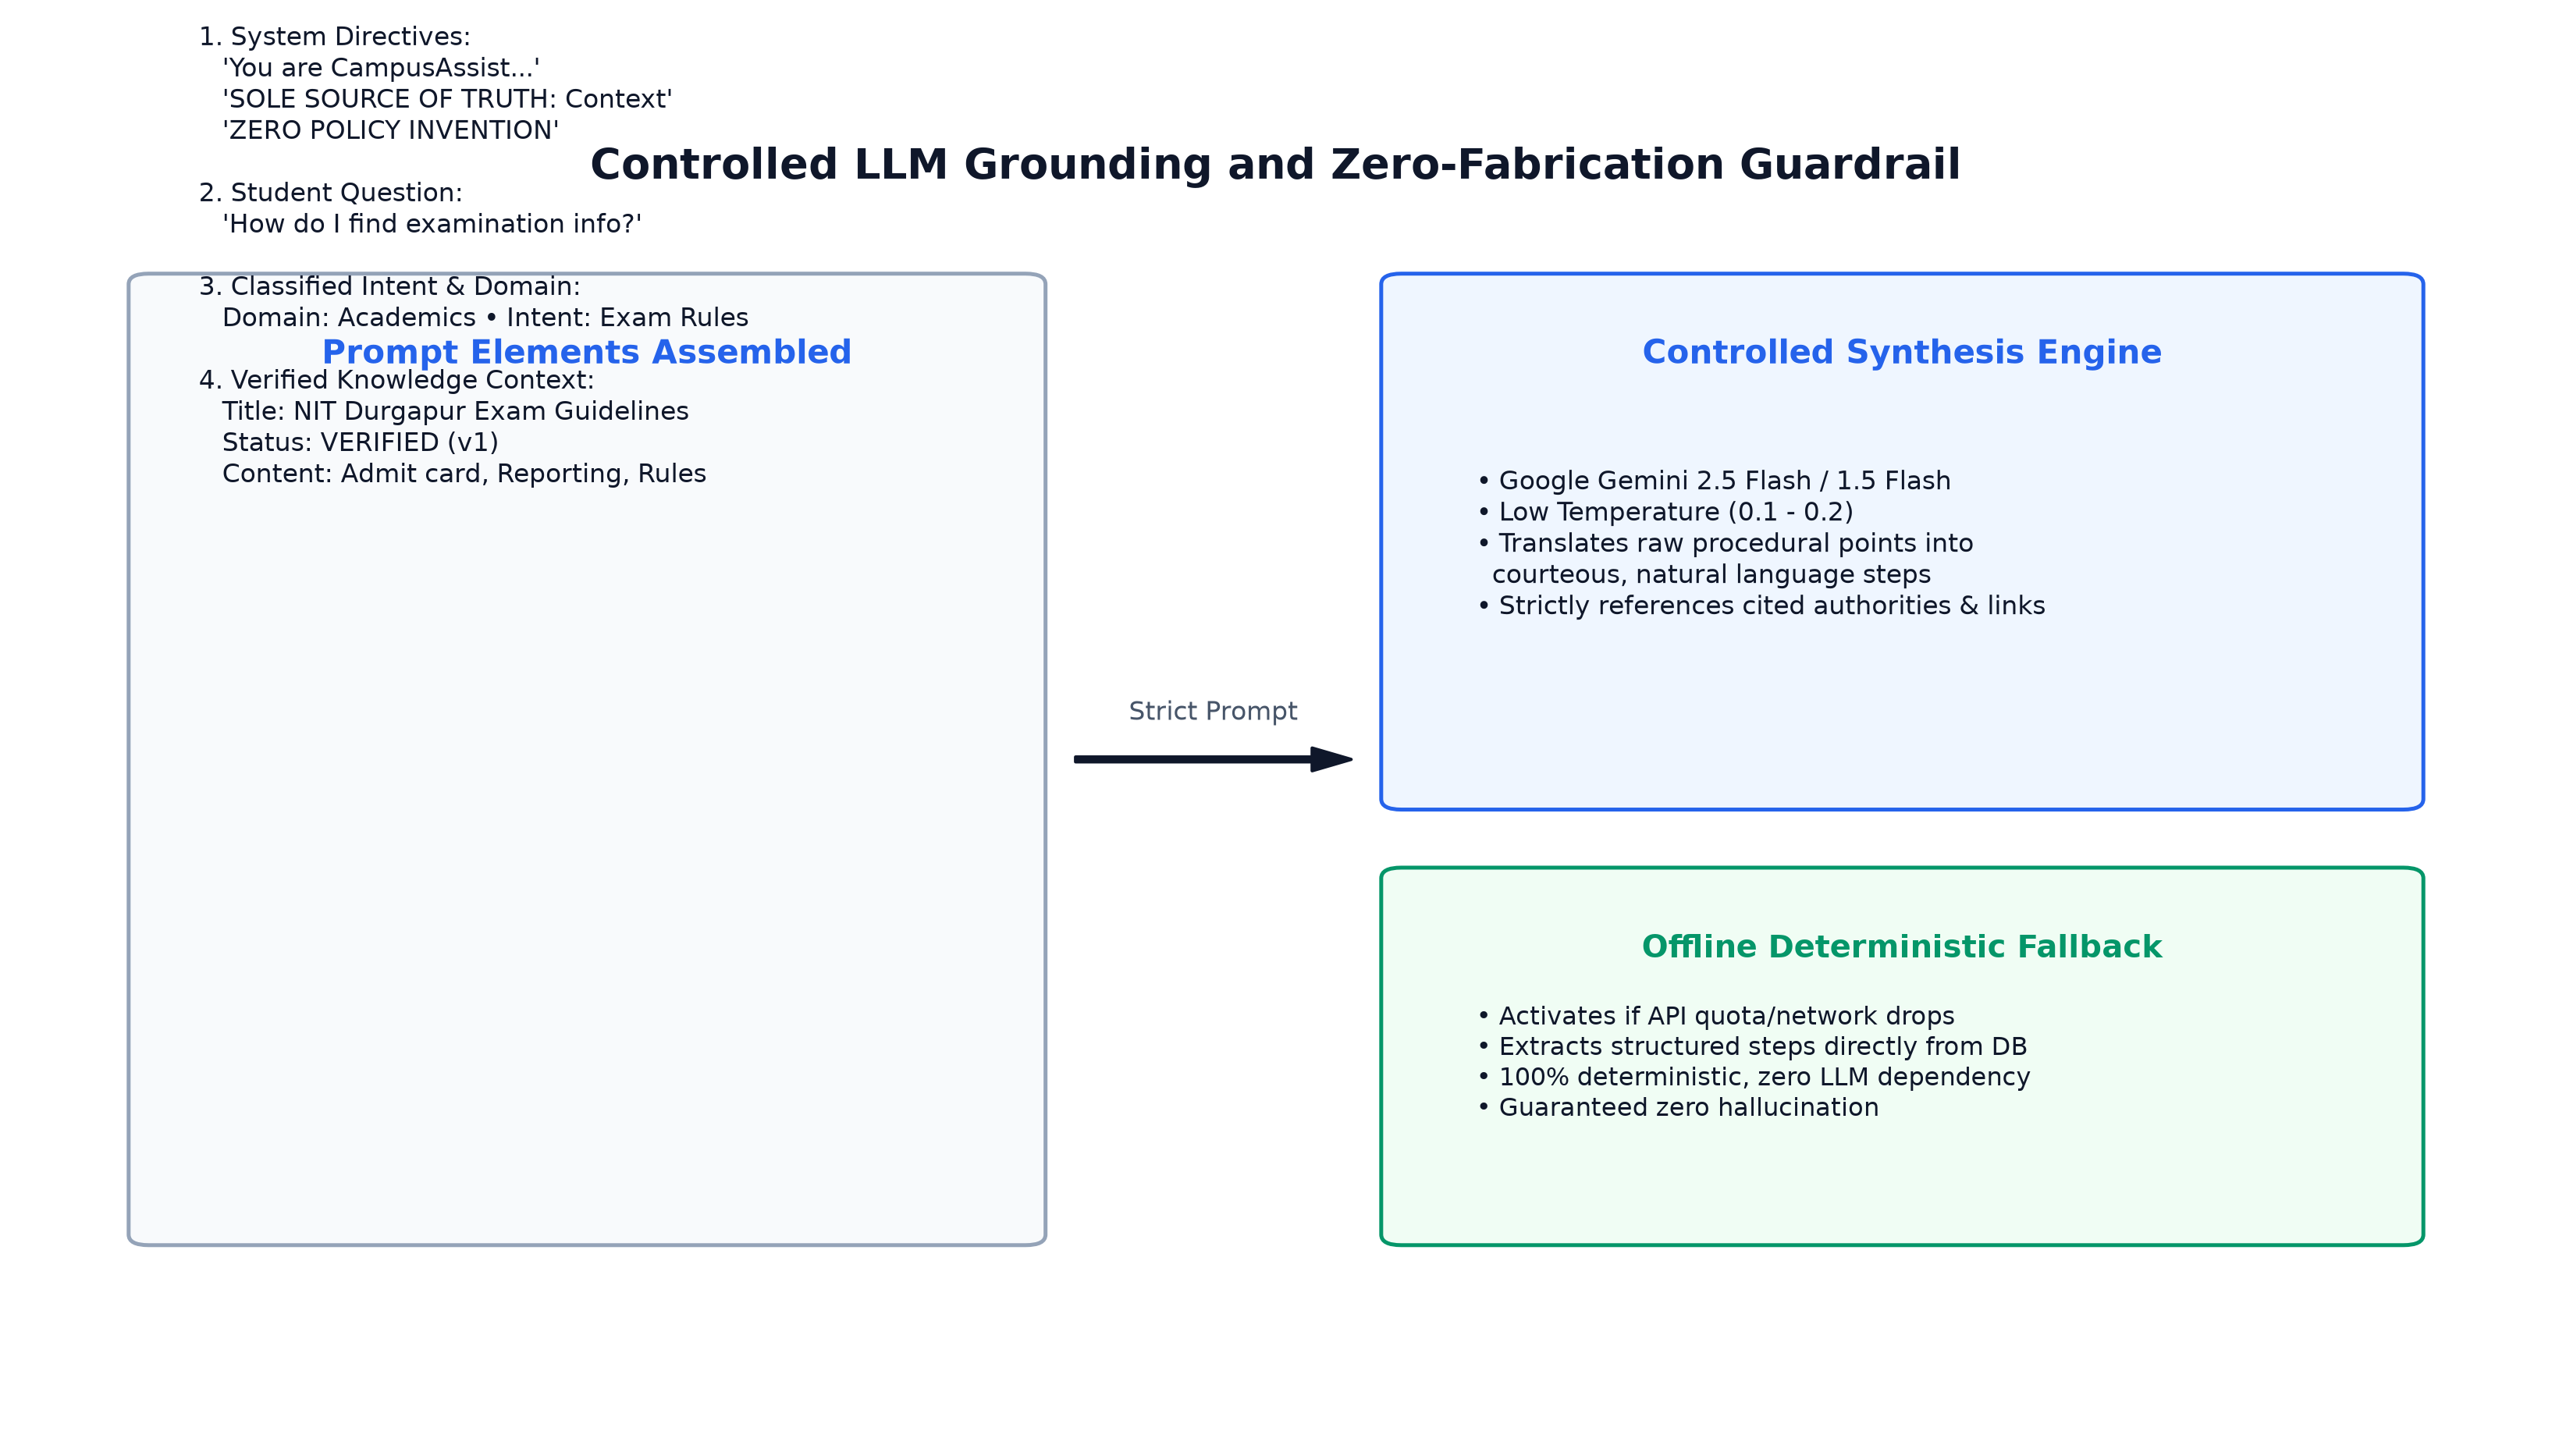 1. System Directives:
'You are CampusAssist...'
'SOLE SOURCE OF TRUTH: Context'
'ZERO POLICY INVENTION'
Controlled LLM Grounding and Zero-Fabrication Guardrail
2. Student Question:
'How do I find examination info?'
3. Classified Intent & Domain:
Domain: Academics • Intent: Exam Rules
Prompt Elements Assembled
4. Verified Knowledge Context:
Title: NIT Durgapur Exam Guidelines
Status: VERIFIED (v1)
Content: Admit card, Reporting, Rules
Strict Prompt
Controlled Synthesis Engine
• Google Gemini 2.5 Flash / 1.5 Flash
• Low Temperature (0.1 - 0.2)
• Translates raw procedural points into
courteous, natural language steps
• Strictly references cited authorities & links
Offline Deterministic Fallback
• Activates if API quota/network drops
• Extracts structured steps directly from DB
• 100% deterministic, zero LLM dependency
• Guaranteed zero hallucination